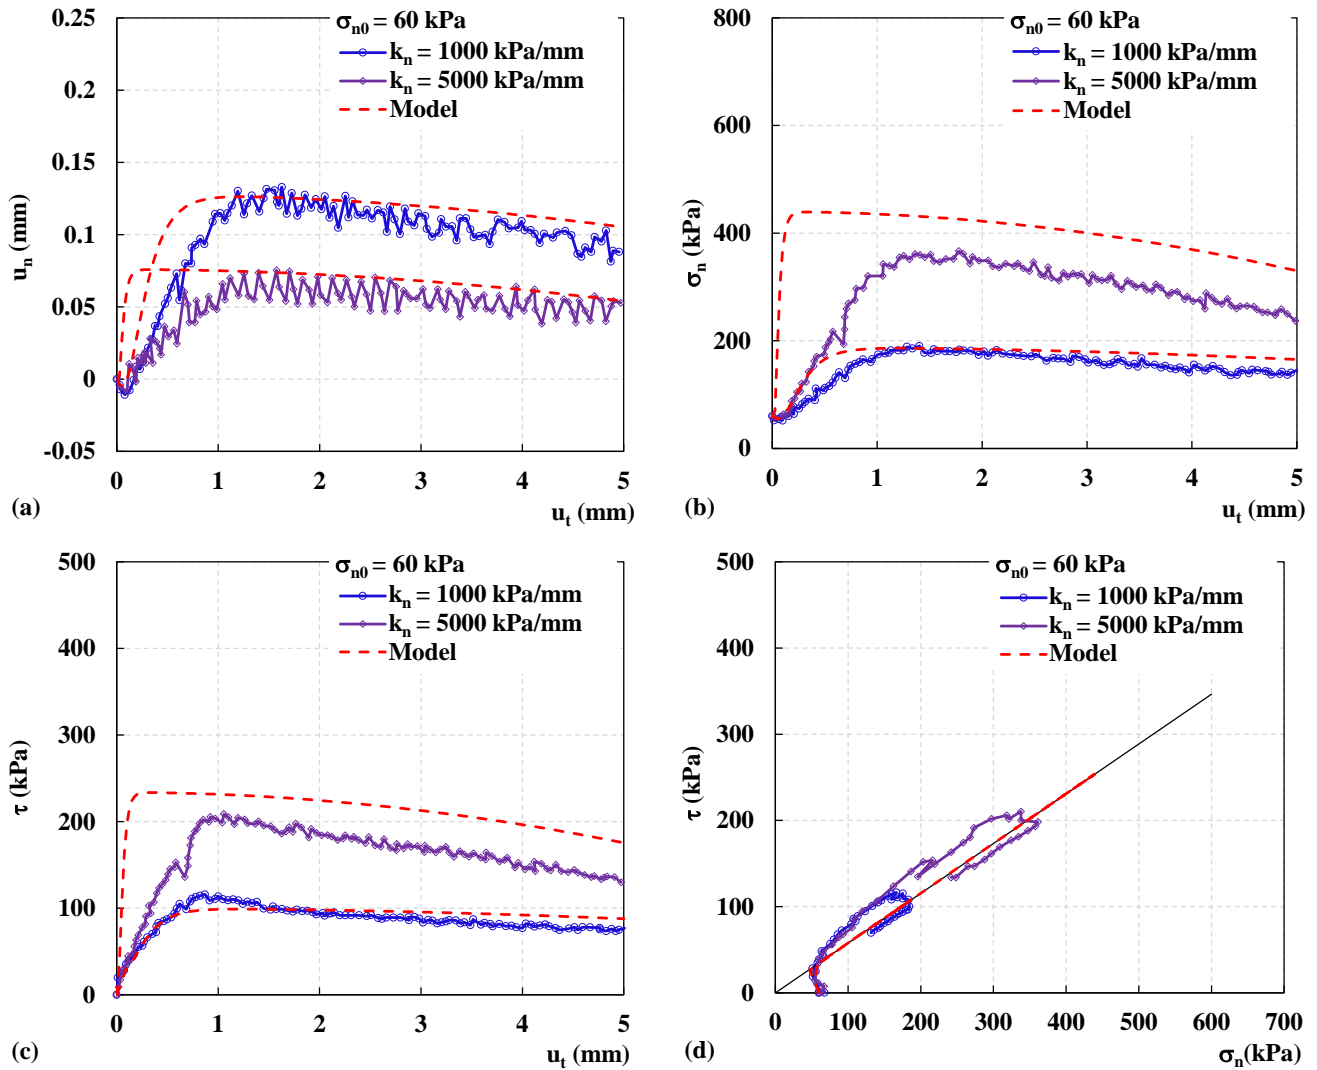 σn0 = 60 kPa
kn = 1000 kPa/mm
kn = 5000 kPa/mm
Model
0.25
0.2
0.15
0.1
0.05
0
-0.05
un (mm)
0 1 2 3 4 5
ut (mm)
(a)
σn0 = 60 kPa
kn = 1000 kPa/mm
kn = 5000 kPa/mm
Model
800
600
400
200
0
σn (kPa)
0 1 2 3 4 5
ut (mm)
(b)
σn0 = 60 kPa
kn = 1000 kPa/mm
kn = 5000 kPa/mm
Model
500
400
300
200
100
0
τ (kPa)
0 1 2 3 4 5
ut (mm)
(c)
σn0 = 60 kPa
kn = 1000 kPa/mm
kn = 5000 kPa/mm
Model
500
400
300
200
100
0
τ (kPa)
0 100 200 300 400 500 600 700
σn(kPa)
(d)